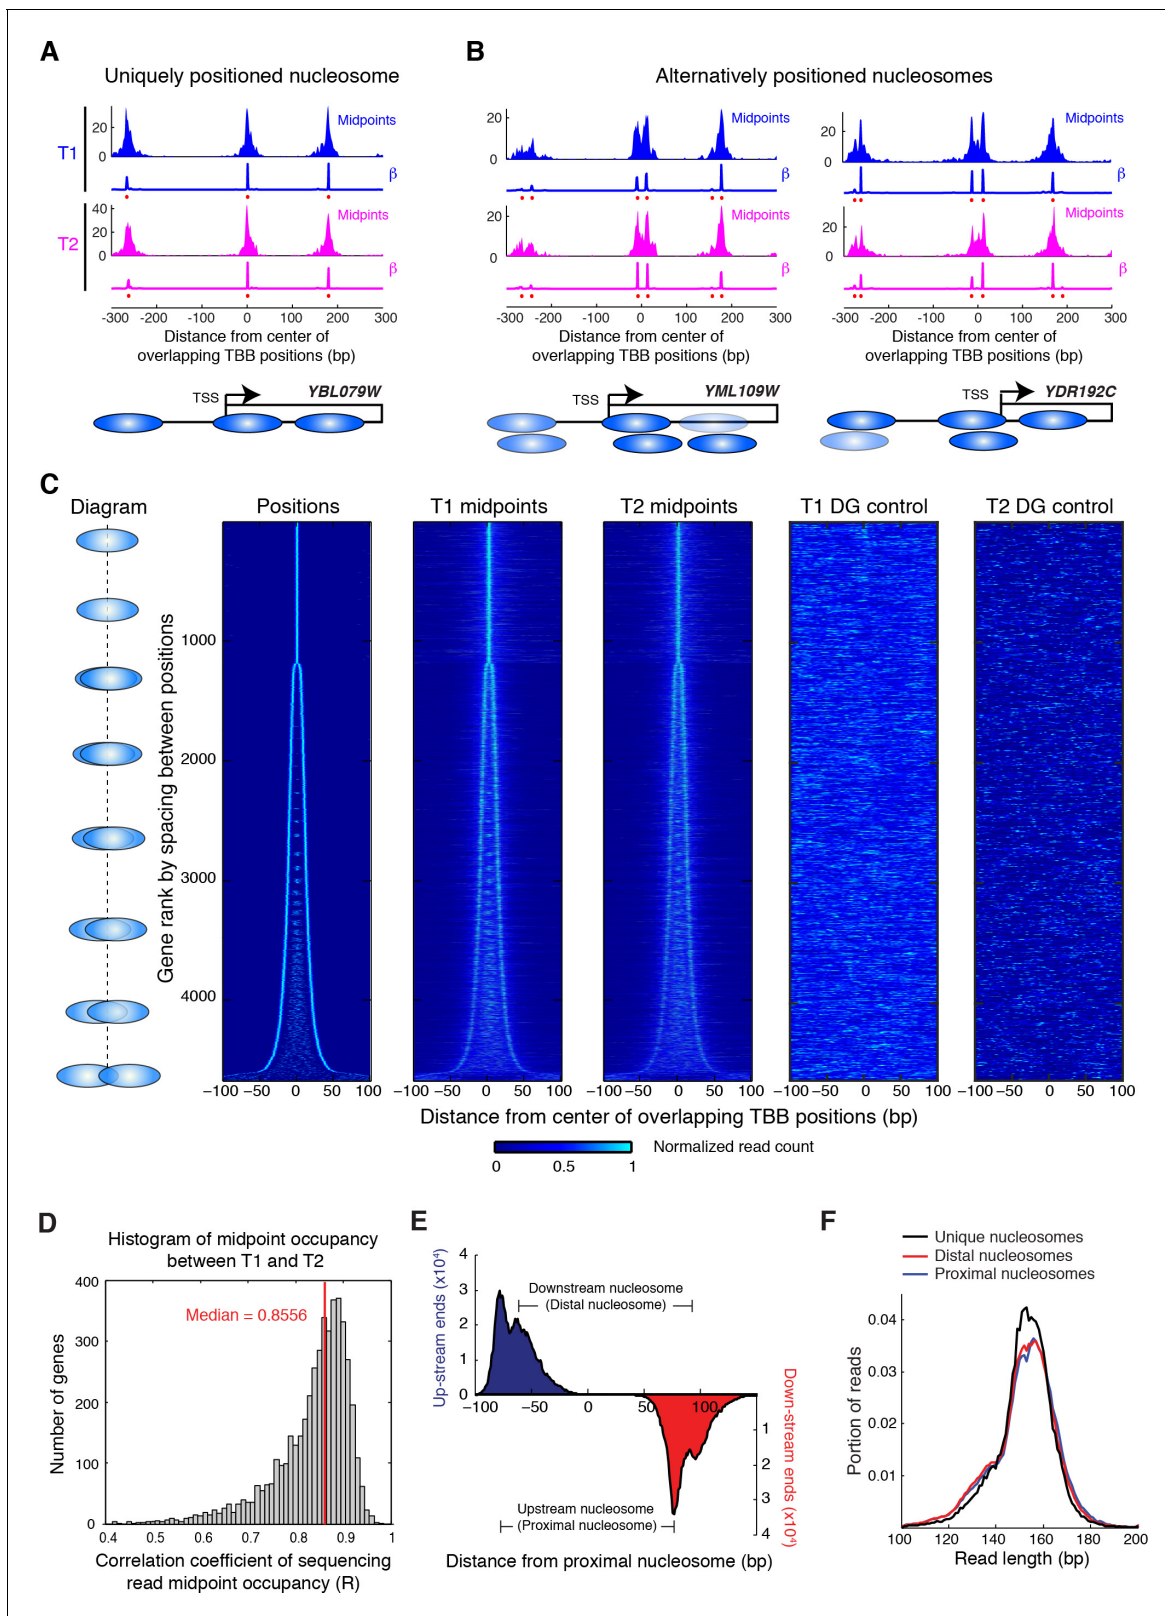 A
Uniquely positioned nucleosome
T1
20
0
Midpoints
β
T2
40
20
0
Midpints
β
-300 -200 -100 0 100 200 300
Distance from center of
overlapping TBB positions (bp)
TSS
YBL079W
B
Alternatively positioned nucleosomes
20
0
Midpoints
β
20
0
Midpoints
β
-300 -200 -100 0 100 200 300
Distance from center of
overlapping TBB positions (bp)
TSS
YML109W
20
0
Midpoints
β
20
0
Midpoints
β
-300 -200 -100 0 100 200 300
Distance from center of
overlapping TBB positions (bp)
TSS
YDR192C
C
Diagram
Positions
T1 midpoints
T2 midpoints
T1 DG control
T2 DG control
Gene rank by spacing between positions
1000
2000
3000
4000
−100 −50 0 50 100
−100 −50 0 50 100
−100 −50 0 50 100
−100 −50 0 50 100
−100 −50 0 50 100
Distance from center of overlapping TBB positions (bp)
Normalized read count
0 0.5 1
D
Histogram of midpoint occupancy
between T1 and T2
Number of genes
400
300
200
100
0
Median = 0.8556
0.4 0.5 0.6 0.7 0.8 0.9 1
Correlation coefficient of sequencing
read midpoint occupancy (R)
E
Up-stream ends (x10⁴)
4
3
2
1
0
Downstream nucleosome
(Distal nucleosome)
−100 −50 0 50 100
1
2
3
4
Down-stream ends (x10⁴)
Upstream nucleosome
(Proximal nucleosome)
Distance from proximal nucleosome (bp)
F
Unique nucleosomes
Distal nucleosomes
Proximal nucleosomes
Portion of reads
0.04
0.03
0.02
0.01
100 120 140 160 180 200
Read length (bp)